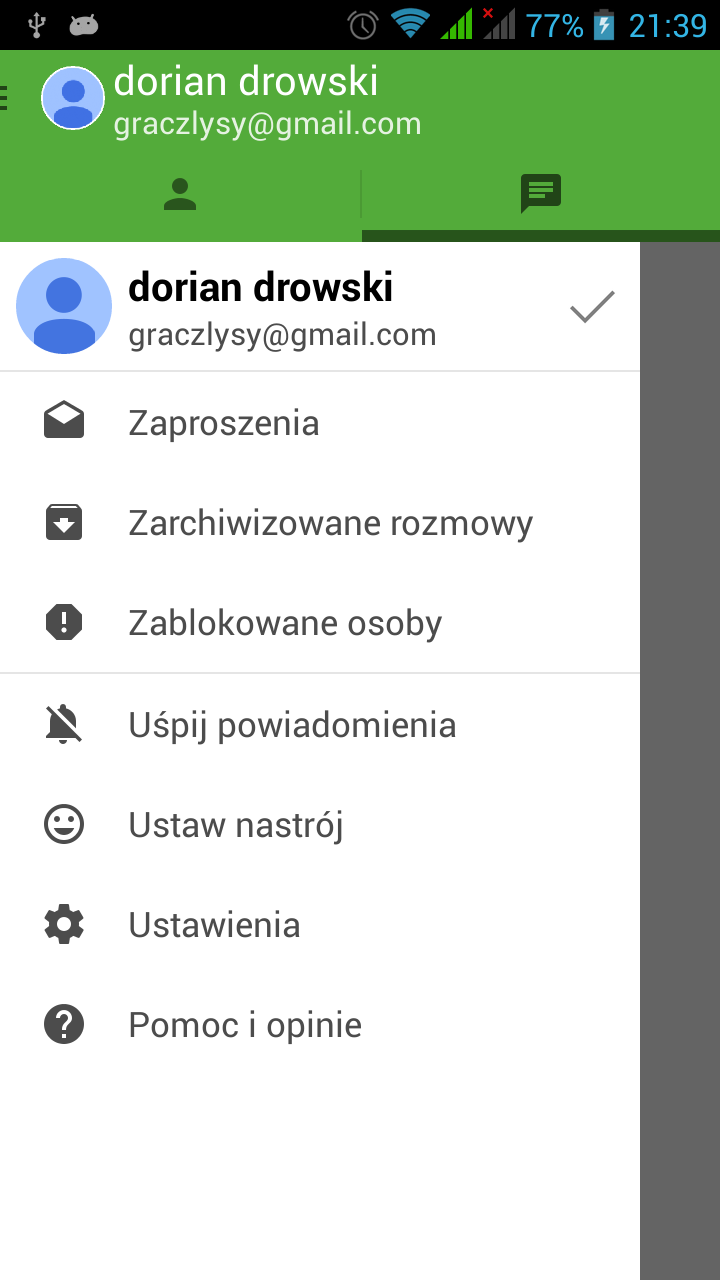 77% 21:39
dorian drowski
graczlysy@gmail.com
dorian drowski
graczlysy@gmail.com
Zaproszenia
Zarchiwizowane rozmowy
Zablokowane osoby
Uśpij powiadomienia
Ustaw nastrój
Ustawienia
Pomoc i opinie